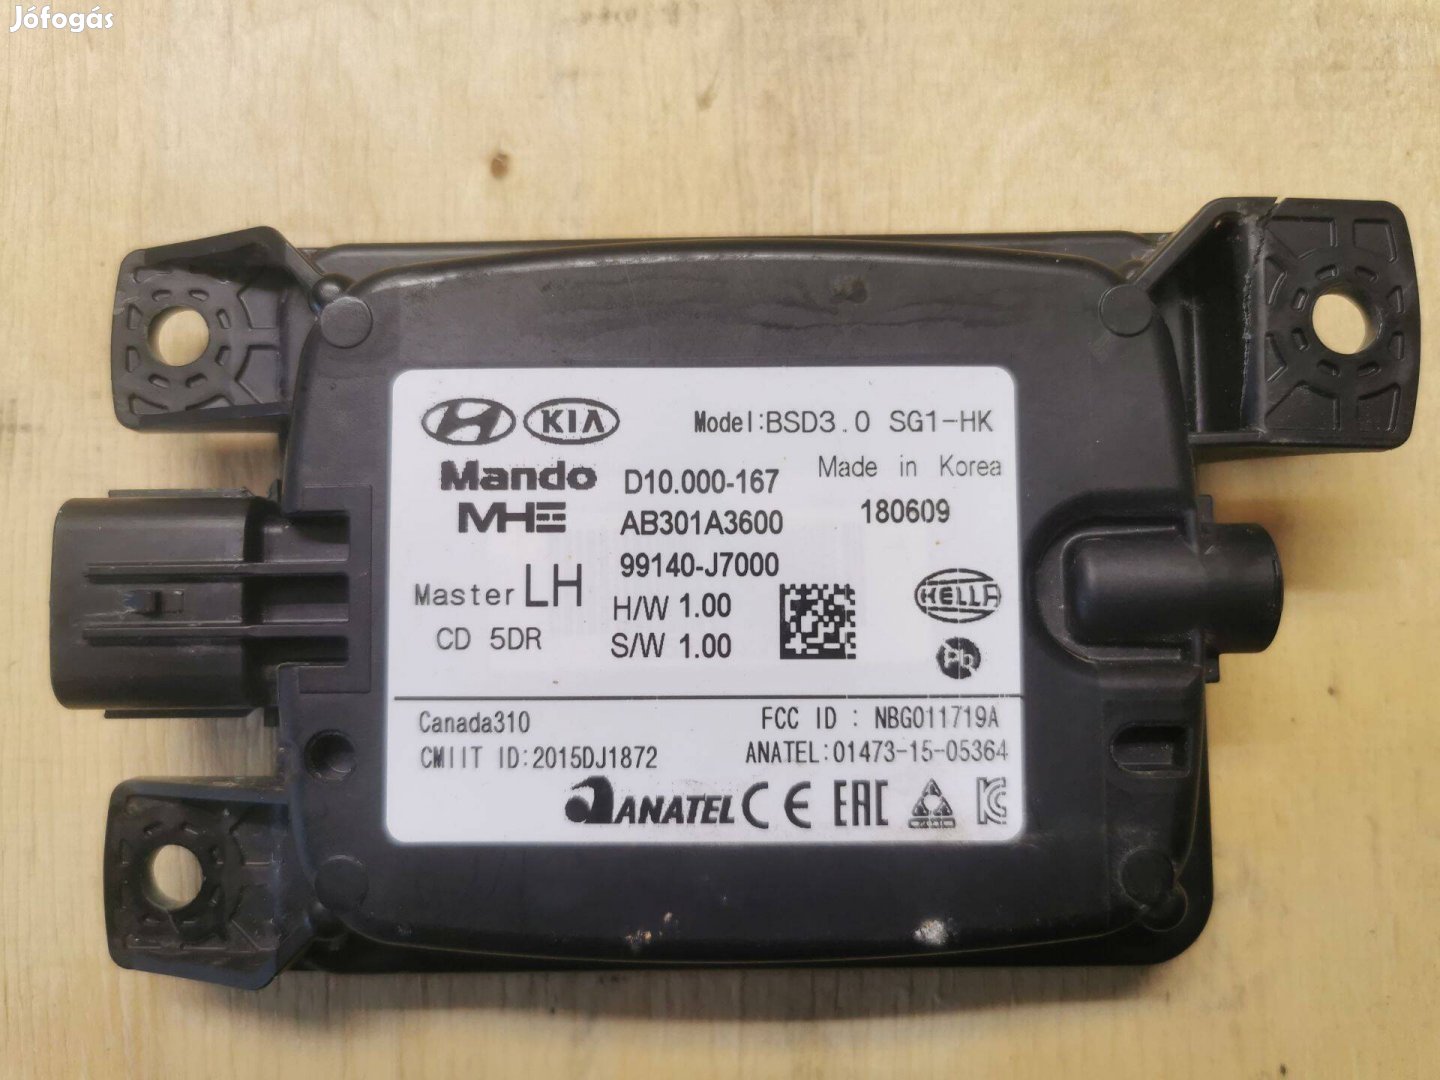 Jófogás
KIA Model:BSD3.0 SG1-HK
Mando D10.000-167 Made in Korea
MHE AB301A3600 180609
99140-J7000
Master LH H/W 1.00 HELLA
CD 5DR S/W 1.00 Pb
Canada310 FCC ID : NBG011719A
CMIIT ID:2015DJ1872 ANATEL:01473-15-05364
ANATEL CE EAC KC